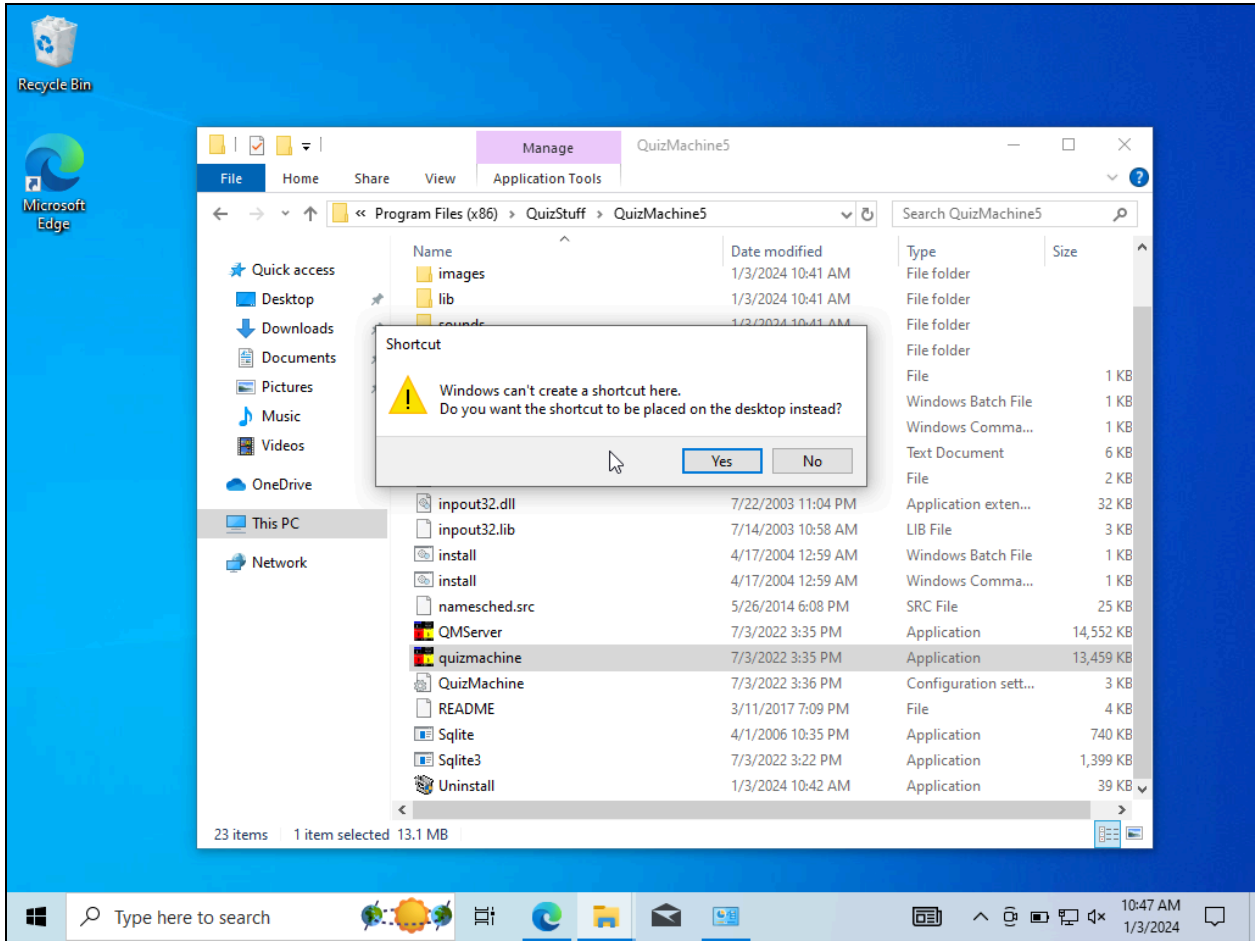 Recycle Bin
Microsoft
Edge
Manage
QuizMachine5
File Home Share View Application Tools
« Program Files (x86) › QuizStuff › QuizMachine5
Search QuizMachine5
Name Date modified Type Size
Quick access
Desktop
Downloads
Documents
Pictures
Music
Videos
OneDrive
This PC
Network
images 1/3/2024 10:41 AM File folder
lib 1/3/2024 10:41 AM File folder
sounds 1/3/2024 10:41 AM File folder
File folder
File 1 KB
Windows Batch File 1 KB
Windows Comma... 1 KB
Text Document 6 KB
File 2 KB
Shortcut
Windows can't create a shortcut here.
Do you want the shortcut to be placed on the desktop instead?
Yes No
inpout32.dll 7/22/2003 11:04 PM Application exten... 32 KB
inpout32.lib 7/14/2003 10:58 AM LIB File 3 KB
install 4/17/2004 12:59 AM Windows Batch File 1 KB
install 4/17/2004 12:59 AM Windows Comma... 1 KB
namesched.src 5/26/2014 6:08 PM SRC File 25 KB
QMServer 7/3/2022 3:35 PM Application 14,552 KB
quizmachine 7/3/2022 3:35 PM Application 13,459 KB
QuizMachine 7/3/2022 3:36 PM Configuration sett... 3 KB
README 3/11/2017 7:09 PM File 4 KB
Sqlite 4/1/2006 10:35 PM Application 740 KB
Sqlite3 7/3/2022 3:22 PM Application 1,399 KB
Uninstall 1/3/2024 10:42 AM Application 39 KB
23 items 1 item selected 13.1 MB
Type here to search
10:47 AM
1/3/2024